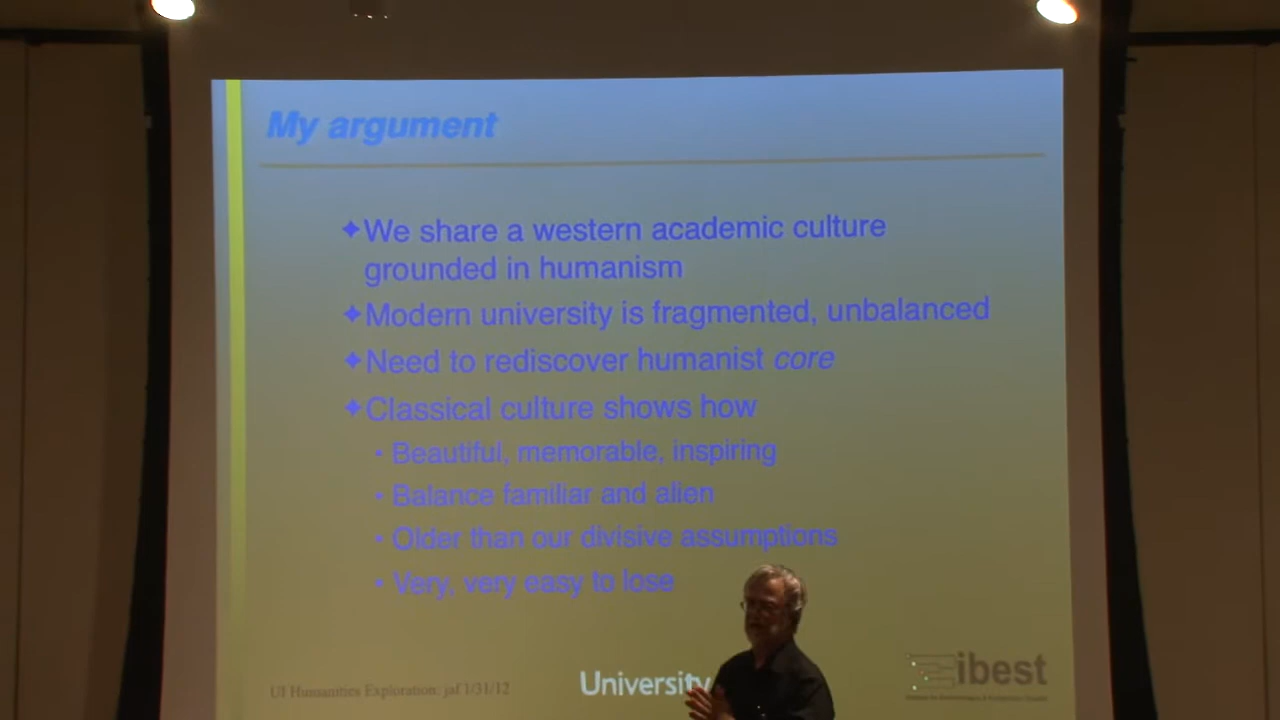 My argument
✦We share a western academic culture
grounded in humanism
✦Modern university is fragmented, unbalanced
✦Need to rediscover humanist core
✦Classical culture shows how
• Beautiful, memorable, inspiring
• Balance familiar and alien
• Older than our divisive assumptions
• Very, very easy to lose
UI Humanities Exploration: jaf 1/31/12
University
ibest